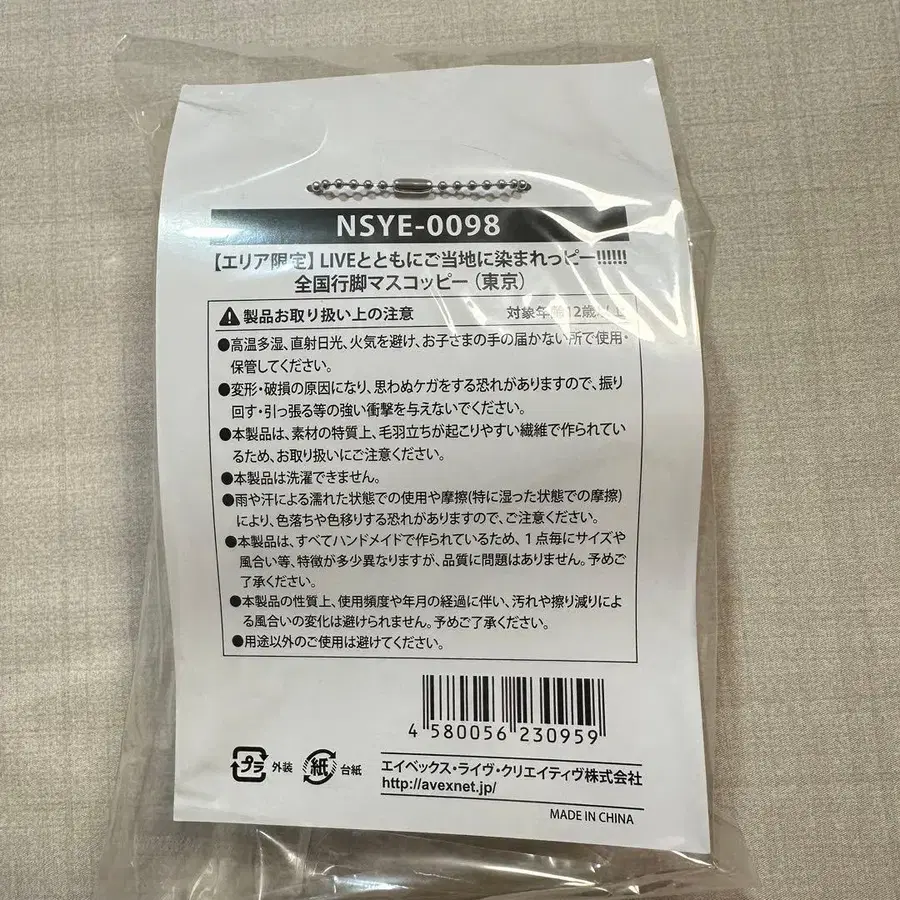 NSYE-0098
【エリア限定】LIVEとともにご当地に染まれっピー!!!!!!
全国行脚マスコッピー（東京）
製品お取り扱い上の注意 対象年齢12歳以上
●高温多湿、直射日光、火気を避け、お子さまの手の届かない所で使用・
保管してください。
●変形・破損の原因になり、思わぬケガをする恐れがありますので、振り
回す・引っ張る等の強い衝撃を与えないでください。
●本製品は、素材の特質上、毛羽立ちが起こりやすい繊維で作られてい
るため、お取り扱いにご注意ください。
●本製品は洗濯できません。
●雨や汗による濡れた状態での使用や摩擦(特に湿った状態での摩擦)
により、色落ちや色移りする恐れがありますので、ご注意ください。
●本製品は、すべてハンドメイドで作られているため、1点毎にサイズや
風合い等、特徴が多少異なりますが、品質に問題はありません。予めご
了承ください。
●本製品の性質上、使用頻度や年月の経過に伴い、汚れや擦り減りによ
る風合いの変化は避けられません。予めご了承ください。
●用途以外のご使用は避けてください。
4 580056 230959
プラ 外装 紙 台紙
エイベックス・ライヴ・クリエイティヴ株式会社
http://avexnet.jp/
MADE IN CHINA